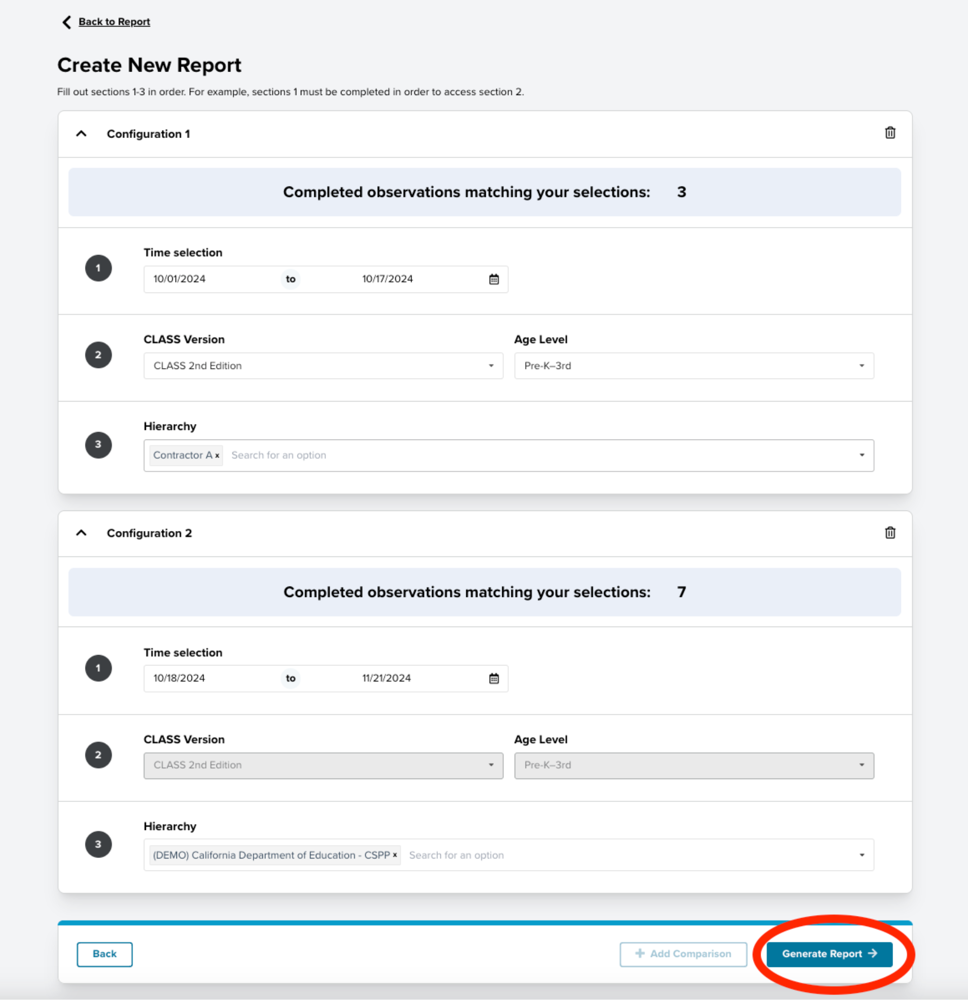 Back to Report
Create New Report
Fill out sections 1-3 in order. For example, sections 1 must be completed in order to access section 2.
Configuration 1
Completed observations matching your selections: 3
Time selection
1
10/01/2024 to 10/17/2024
CLASS Version Age Level
2
CLASS 2nd Edition Pre-K–3rd
Hierarchy
3
Contractor A x Search for an option
Configuration 2
Completed observations matching your selections: 7
Time selection
1
10/18/2024 to 11/21/2024
CLASS Version Age Level
2
CLASS 2nd Edition Pre-K–3rd
Hierarchy
3
(DEMO) California Department of Education - CSPP x Search for an option
Back + Add Comparison Generate Report →